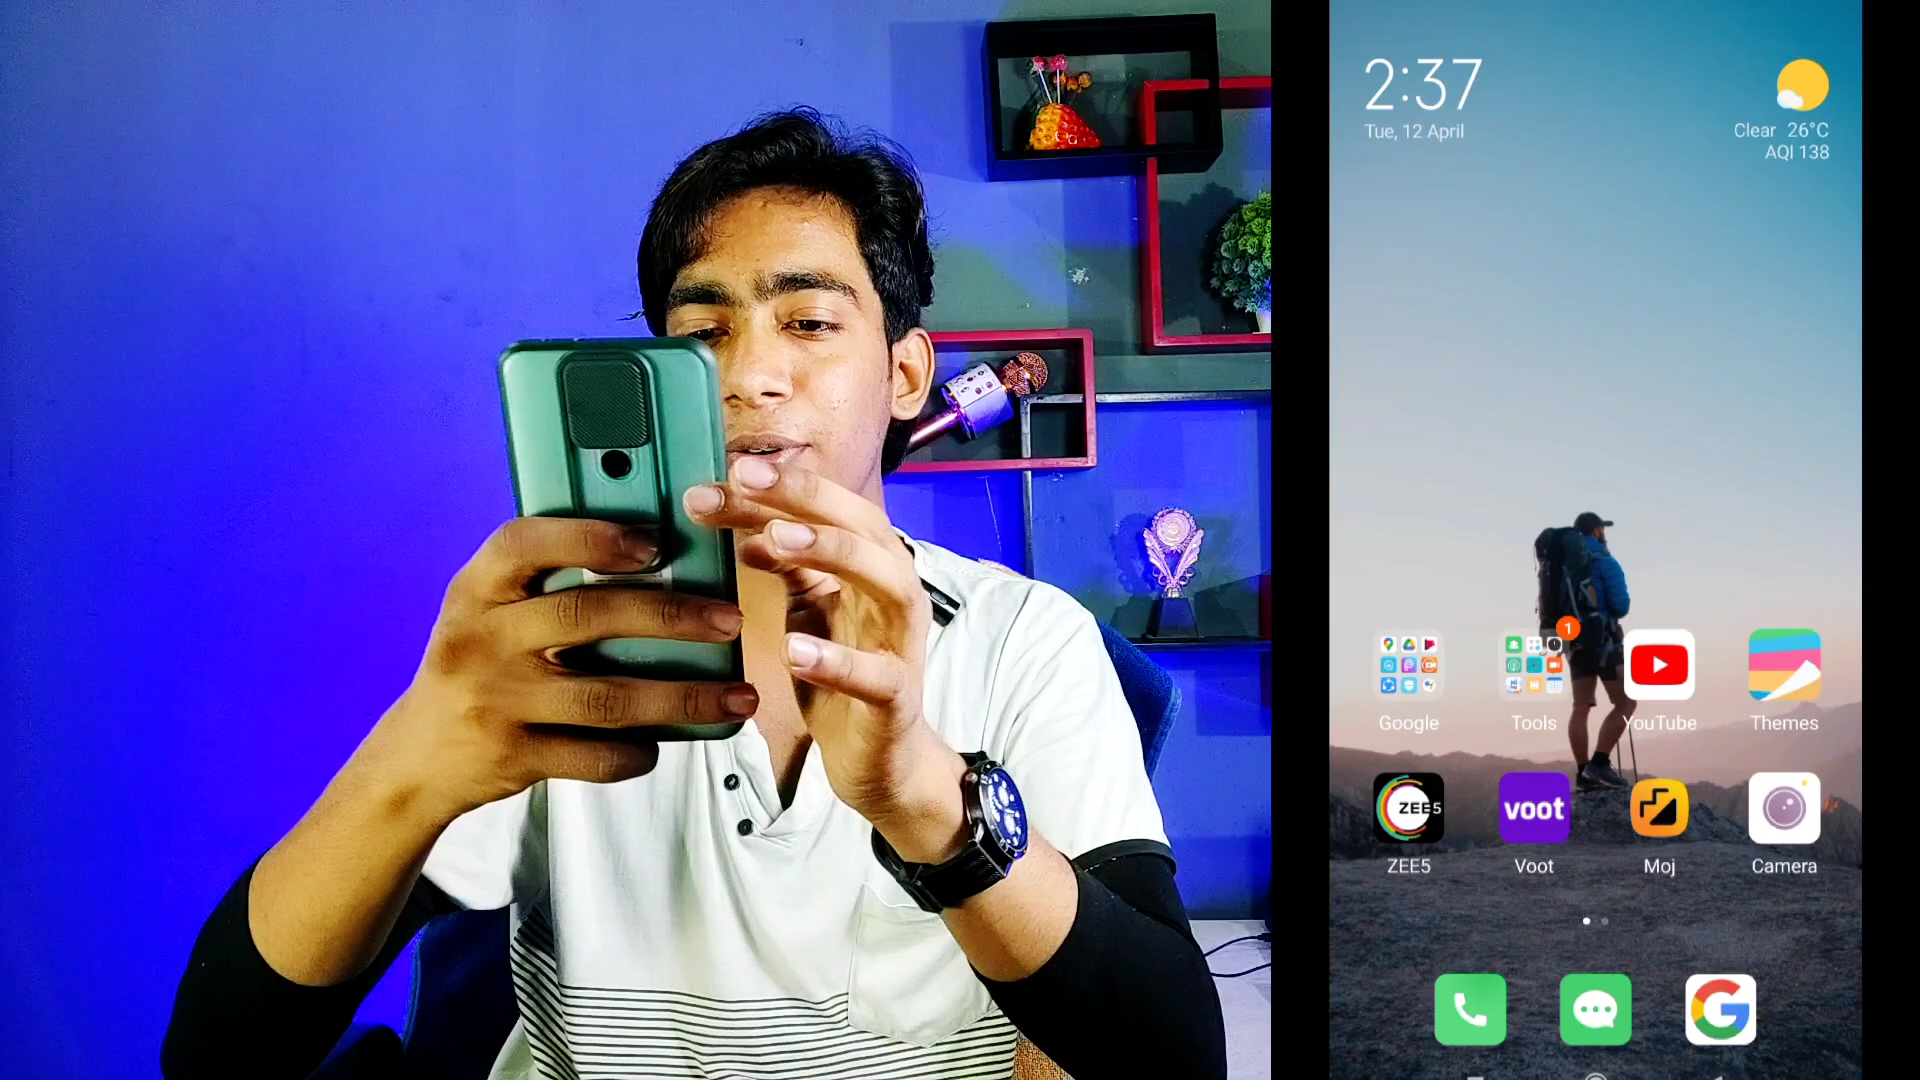 2:37
Tue, 12 April
Clear 26°C
AQI 138
1
Google
Tools
YouTube
Themes
ZEE5
voot
ZEE5
Voot
Moj
Camera
G